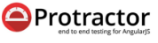 Protractor
end to end testing for AngularJS